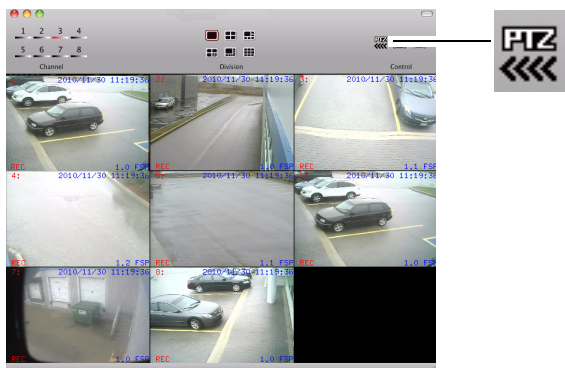 1 2 3 4
5 6 7 8
Channel
Division
PTZ
Control
PTZ
2010/11/30 11:19:36
REC 1.0 FSP
2: 2010/11/30 11:19:36
REC 1.0 FSP
3: 2010/11/30 11:19:36
REC 1.1 FSP
4: 2010/11/30 11:19:36
1.2 FSP
2010/11/30 11:19:36
REC 1.1 FSP
2010/11/30 11:19:36
REC 1.0 FSP
7: 2010/11/30 11:19:36
REC 1.0 FSP
8: 2010/11/30 11:19:36
REC 1.0 FSP